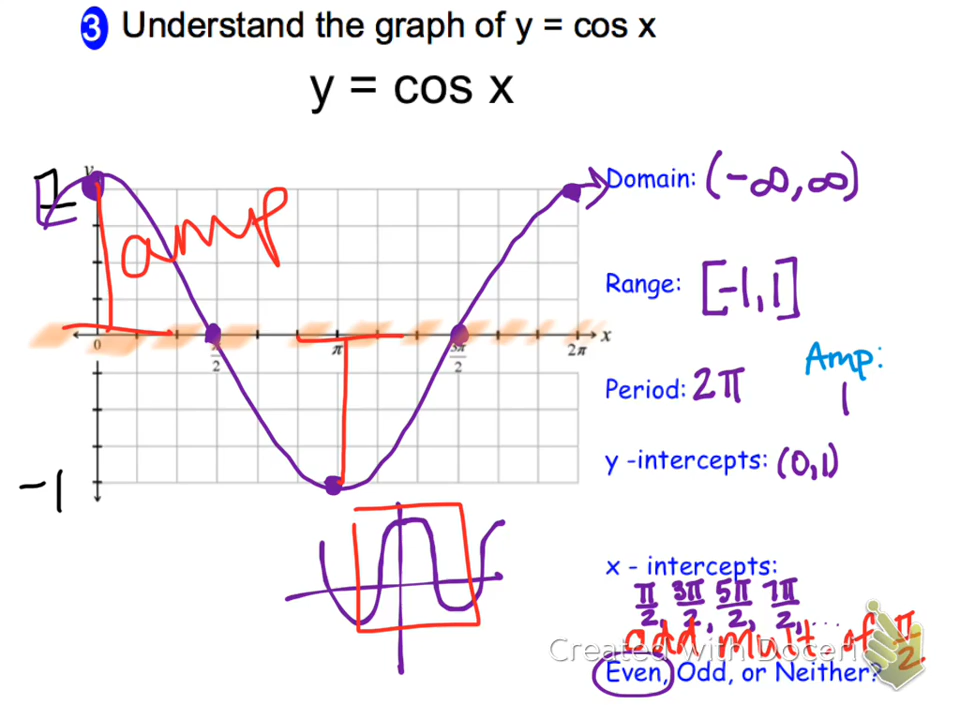 3 Understand the graph of y = cos x
y = cos x
y
1
amp
Domain: (-∞, ∞)
Range: [-1, 1]
0
π/2
π
3π/2
2π
x
Amp:
1
Period: 2π
-1
y -intercepts: (0,1)
x - intercepts:
π/2, 3π/2, 5π/2, 7π/2, ...
add mult. of π/2.
Created with Doceri
Even, Odd, or Neither?